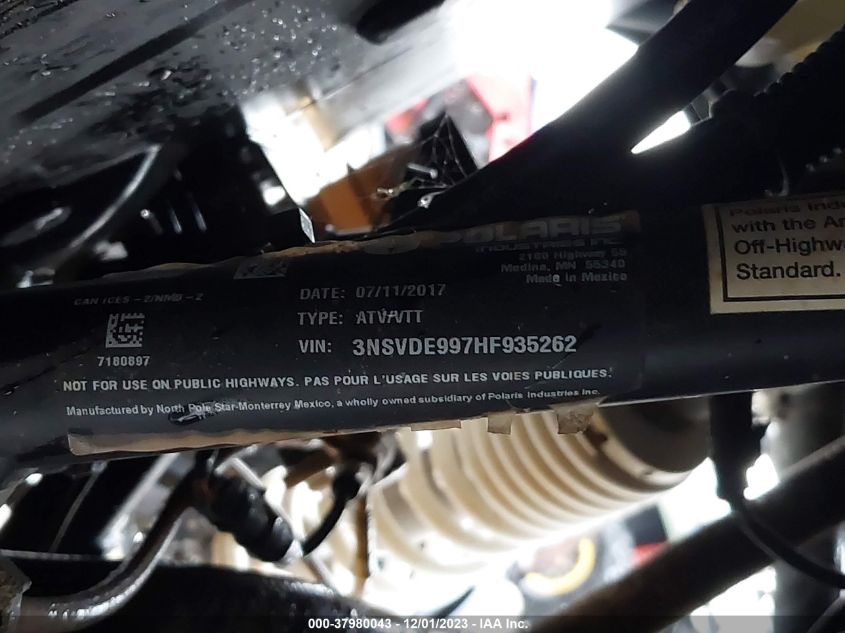 POLARIS
INDUSTRIES INC.
2100 Highway 55
Medina, MN 55340
Made in Mexico
CAN ICES - 2/NMB - 2
7180897
DATE: 07/11/2017
TYPE: ATV/VTT
VIN: 3NSVDE997HF935262
NOT FOR USE ON PUBLIC HIGHWAYS. PAS POUR L'USAGE SUR LES VOIES PUBLIQUES.
Manufactured by North Pole Star-Monterrey Mexico, a wholly owned subsidiary of Polaris Industries Inc.
Polaris Indu
with the Am
Off-Highwa
Standard.
000-37980043 - 12/01/2023 - IAA Inc.